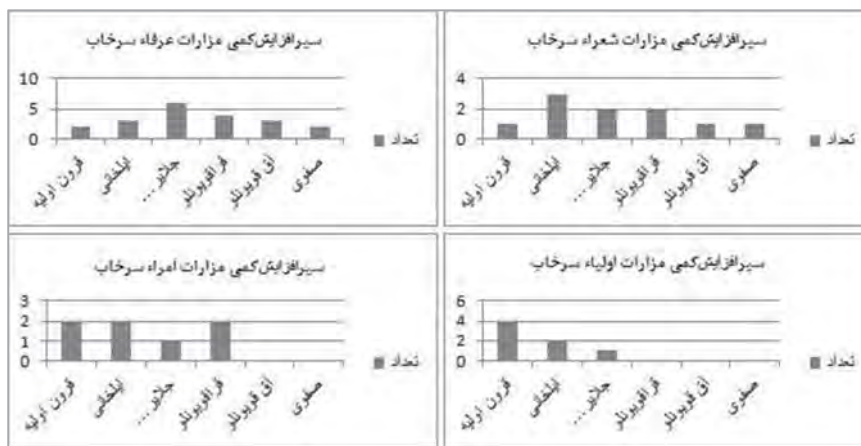 سیرافزایش‌کمی مزارات شعراء سرخاب
4
2
0
قرون اولیه
ایلخانی
جلایر ...
قراقویونلو
آق قویونلو
صفوی
تعداد
سیرافزایش‌کمی مزارات عرفاء سرخاب
10
5
0
قرون اولیه
ایلخانی
جلایر ...
قراقویونلو
آق قویونلو
صفوی
تعداد
سیرافزایش‌کمی مزارات اولیاء سرخاب
6
4
2
0
قرون اولیه
ایلخانی
جلایر ...
قراقویونلو
آق قویونلو
صفوی
تعداد
سیرافزایش‌کمی مزارات امراء سرخاب
3
2
1
0
قرون اولیه
ایلخانی
جلایر ...
قراقویونلو
آق قویونلو
صفوی
تعداد